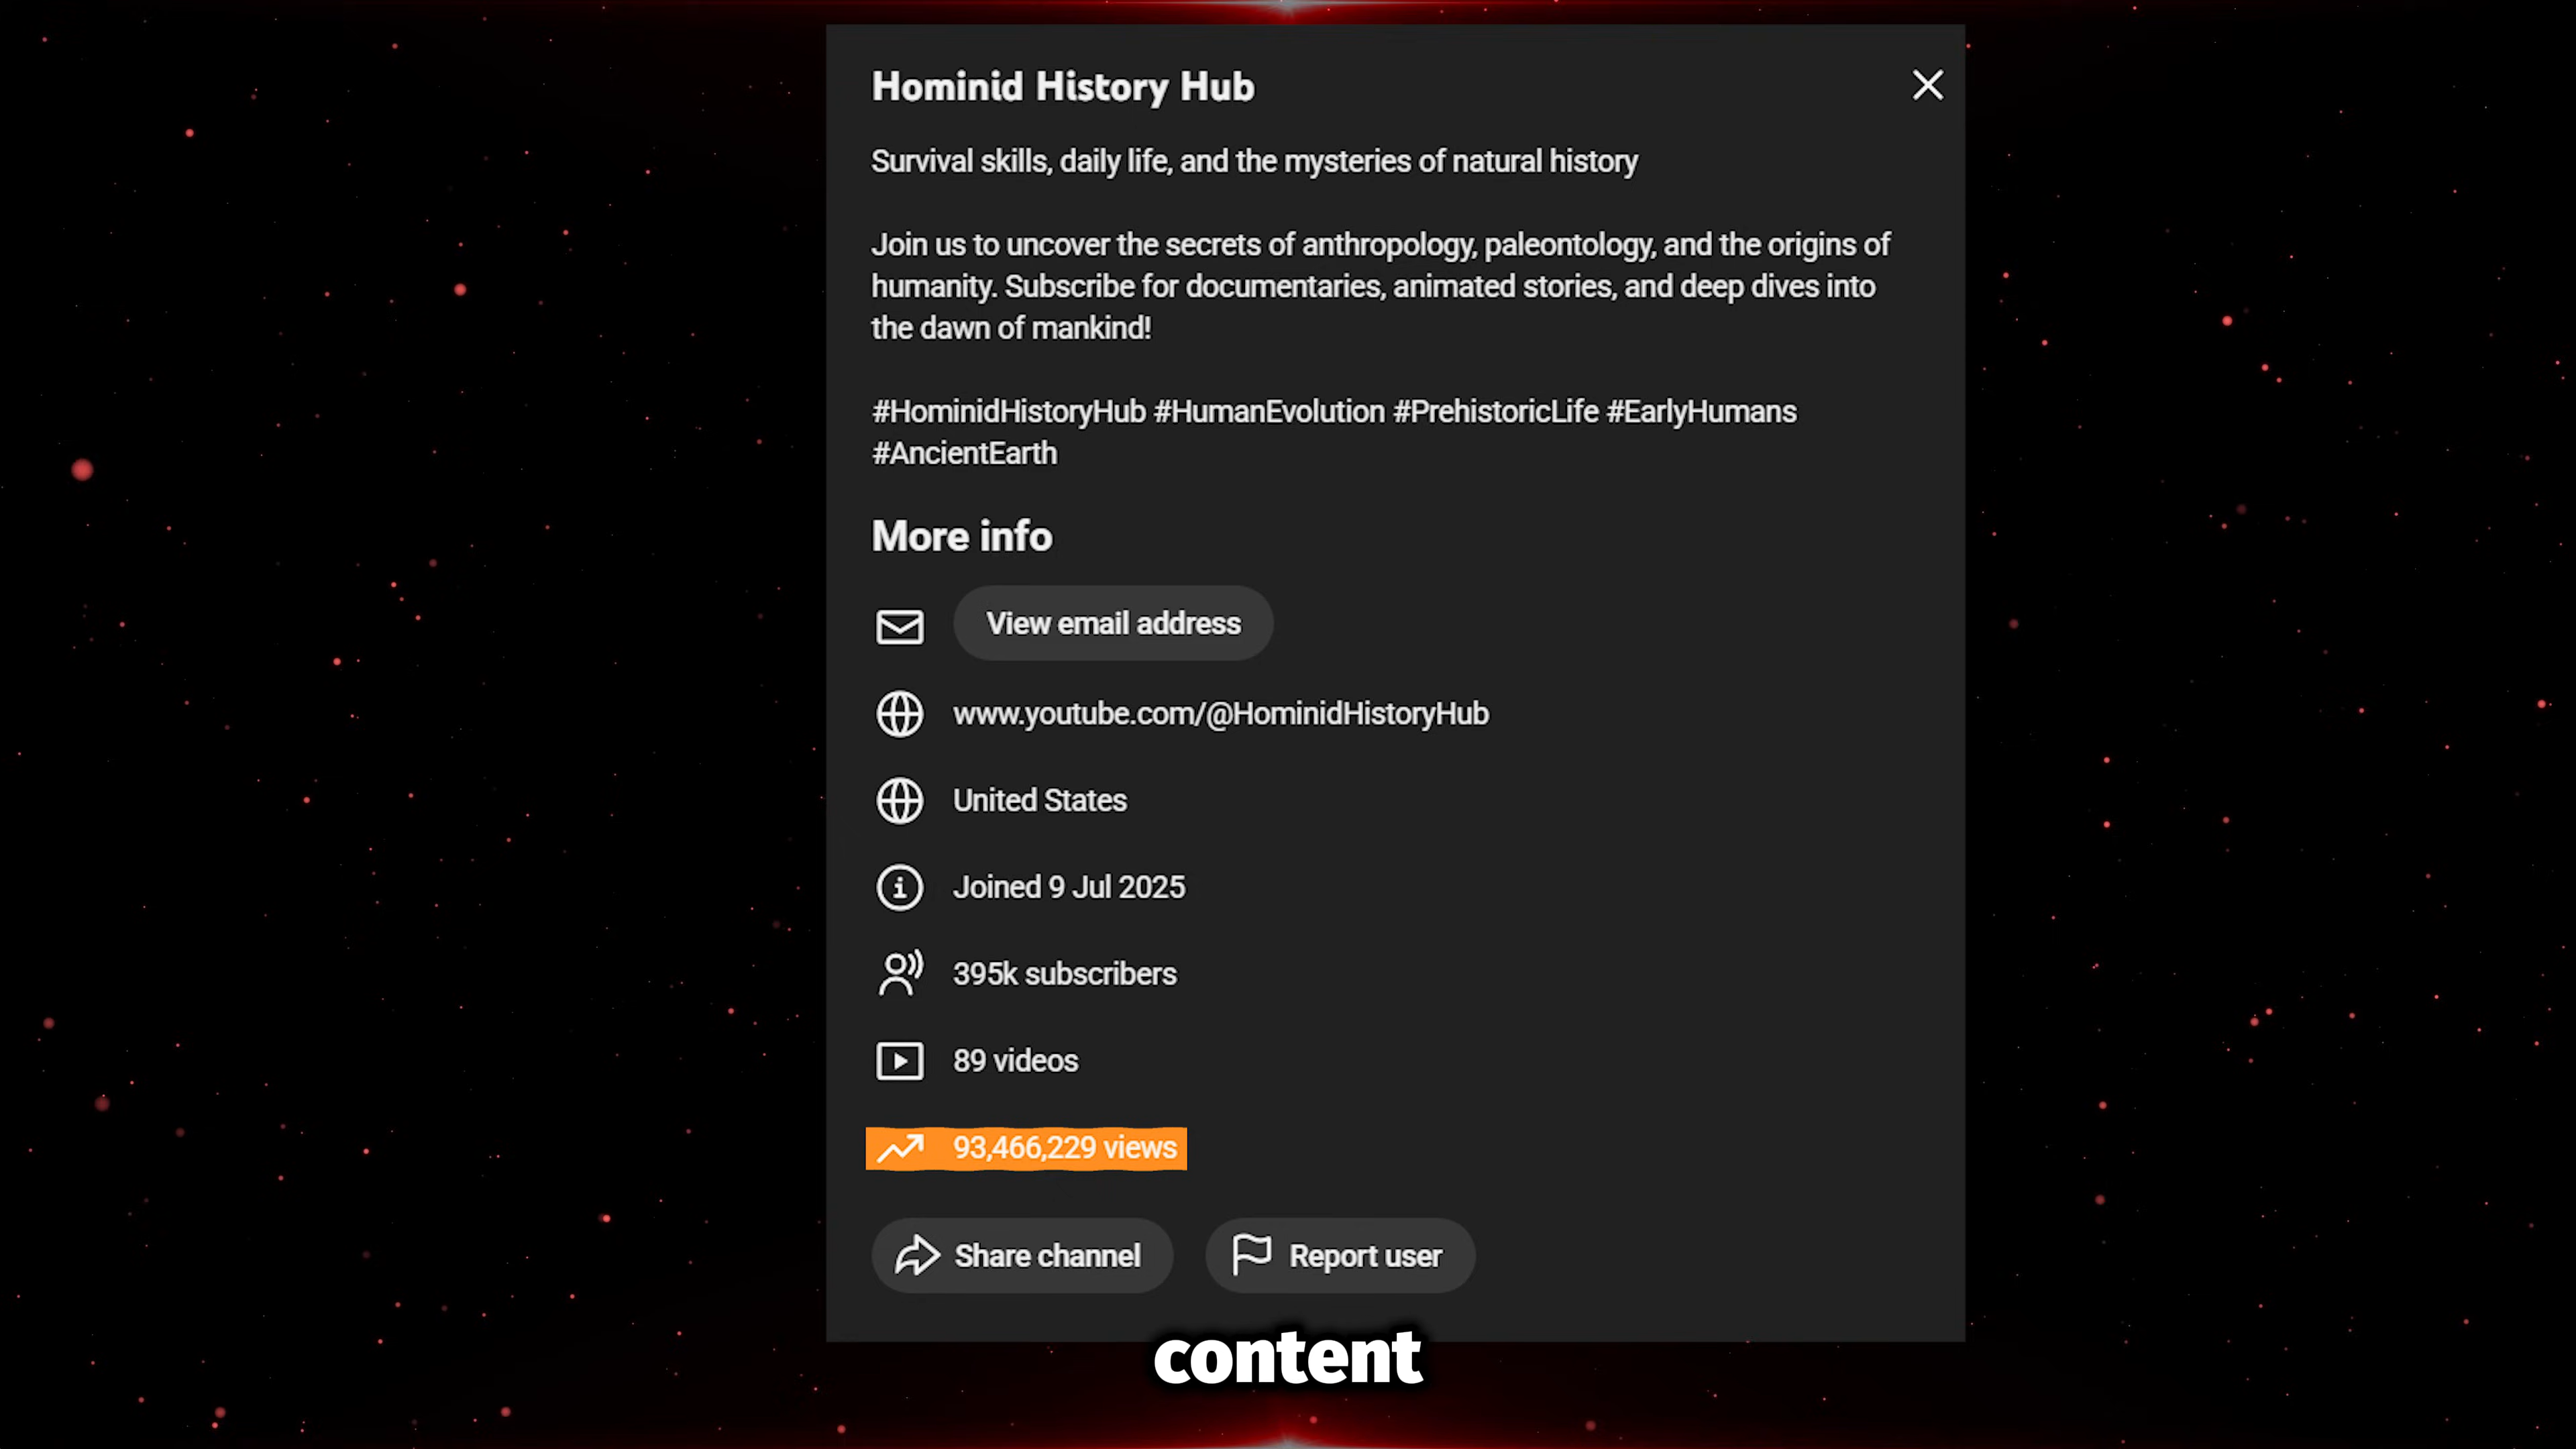 Hominid History Hub
Survival skills, daily life, and the mysteries of natural history
Join us to uncover the secrets of anthropology, paleontology, and the origins of
humanity. Subscribe for documentaries, animated stories, and deep dives into
the dawn of mankind!
#HominidHistoryHub #HumanEvolution #PrehistoricLife #EarlyHumans
#AncientEarth
More info
View email address
www.youtube.com/@HominidHistoryHub
United States
Joined 9 Jul 2025
395k subscribers
89 videos
93,466,229 views
Share channel
Report user
content